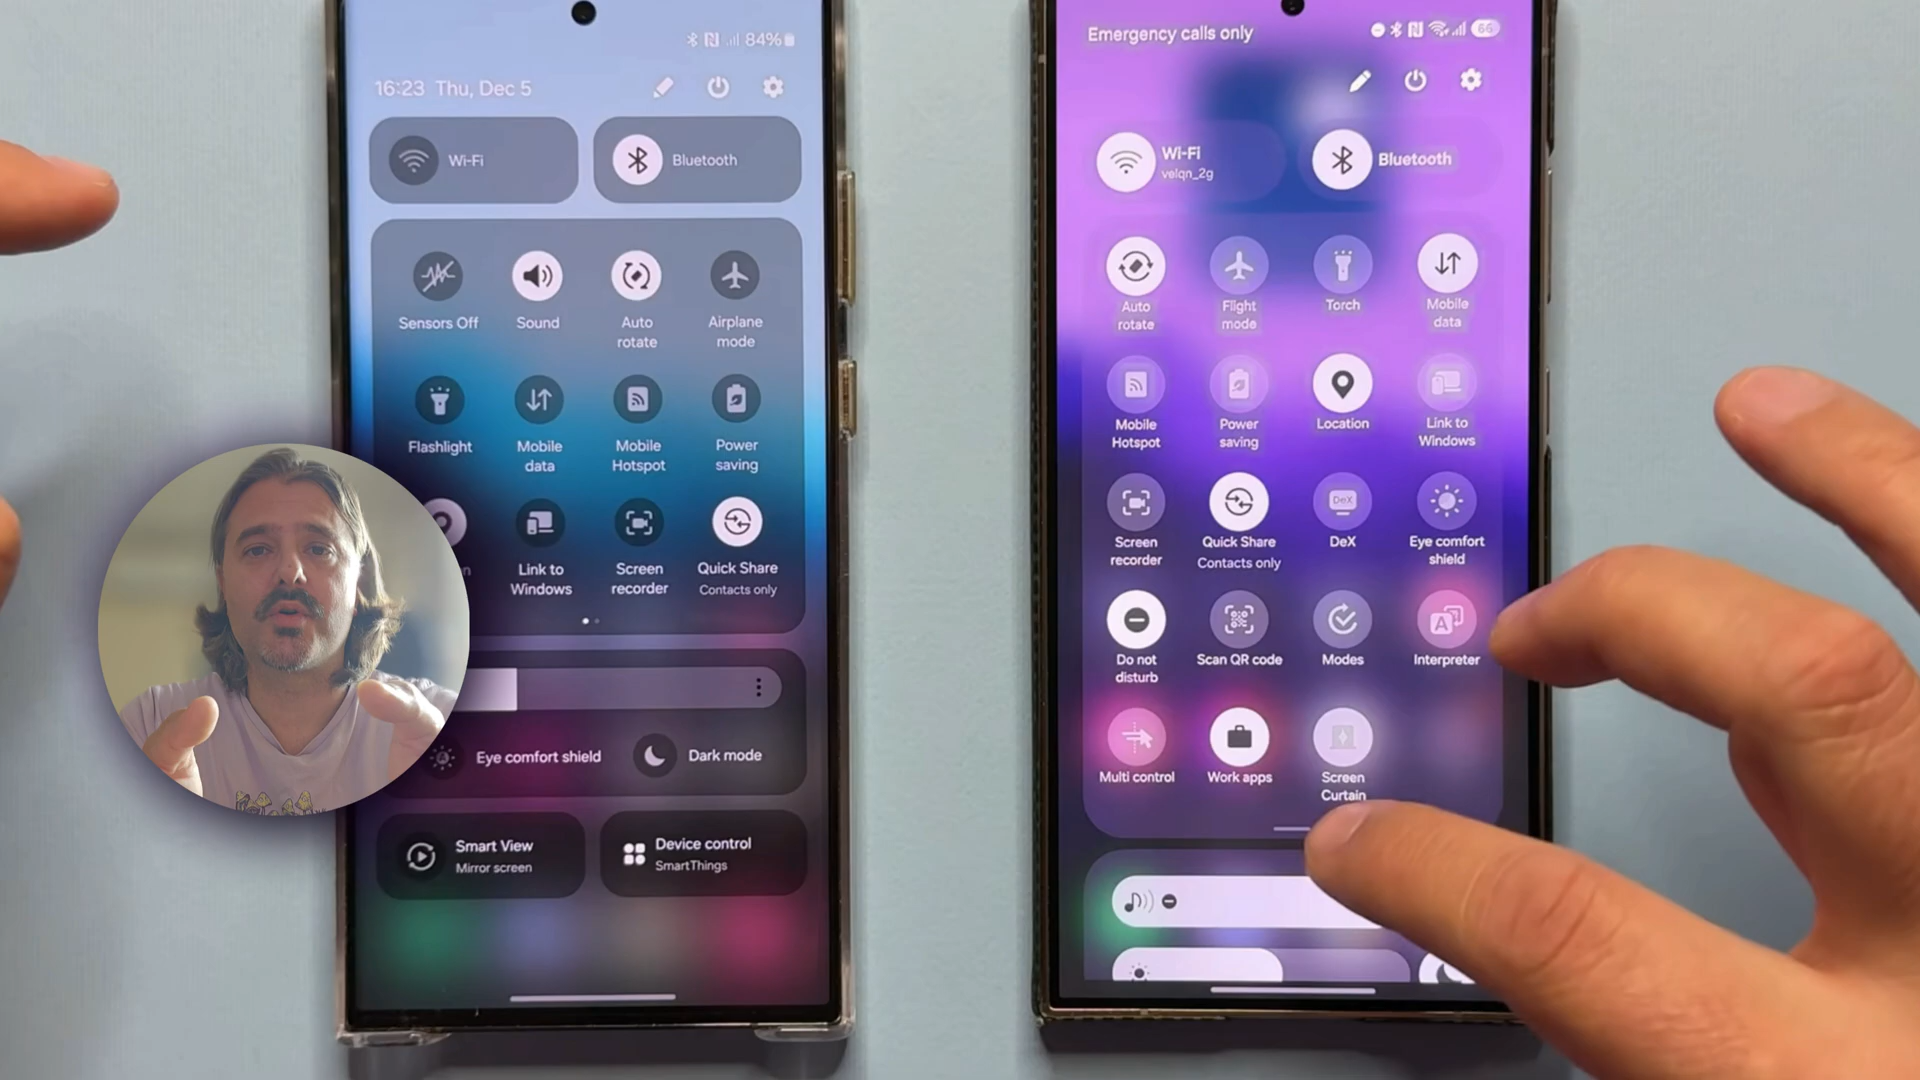 84%
16:23 Thu, Dec 5
Wi-Fi
Bluetooth
Sensors Off
Sound
Auto
rotate
Airplane
mode
Flashlight
Mobile
data
Mobile
Hotspot
Power
saving
Link to
Windows
Screen
recorder
Quick Share
Contacts only
Eye comfort shield
Dark mode
Smart View
Mirror screen
Device control
SmartThings
Emergency calls only
66
Wi-Fi
velqn_2g
Bluetooth
Auto
rotate
Flight
mode
Torch
Mobile
data
Mobile
Hotspot
Power
saving
Location
Link to
Windows
Screen
recorder
Quick Share
Contacts only
DeX
DeX
Eye comfort
shield
Do not
disturb
Scan QR code
Modes
A
Interpreter
Multi control
Work apps
Screen
Curtain